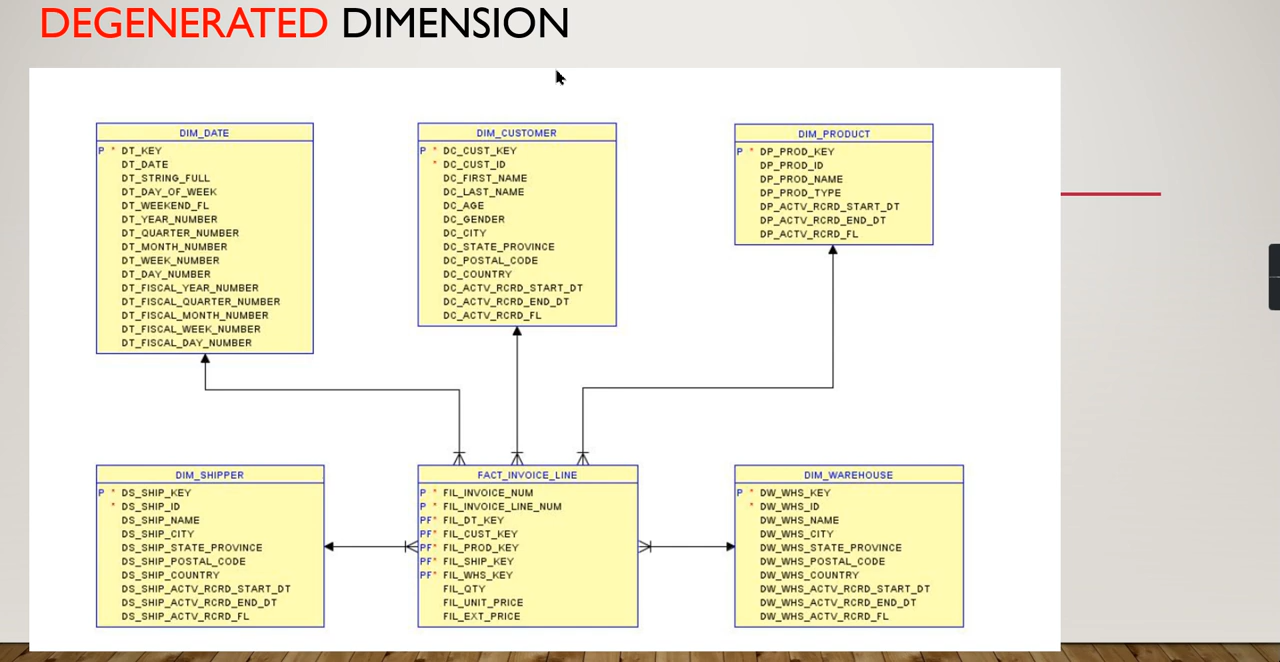 DEGENERATED DIMENSION
DIM_DATE
P * DT_KEY
DT_DATE
DT_STRING_FULL
DT_DAY_OF_WEEK
DT_WEEKEND_FL
DT_YEAR_NUMBER
DT_QUARTER_NUMBER
DT_MONTH_NUMBER
DT_WEEK_NUMBER
DT_DAY_NUMBER
DT_FISCAL_YEAR_NUMBER
DT_FISCAL_QUARTER_NUMBER
DT_FISCAL_MONTH_NUMBER
DT_FISCAL_WEEK_NUMBER
DT_FISCAL_DAY_NUMBER
DIM_CUSTOMER
P * DC_CUST_KEY
* DC_CUST_ID
DC_FIRST_NAME
DC_LAST_NAME
DC_AGE
DC_GENDER
DC_CITY
DC_STATE_PROVINCE
DC_POSTAL_CODE
DC_COUNTRY
DC_ACTV_RCRD_START_DT
DC_ACTV_RCRD_END_DT
DC_ACTV_RCRD_FL
DIM_PRODUCT
P * DP_PROD_KEY
DP_PROD_ID
DP_PROD_NAME
DP_PROD_TYPE
DP_ACTV_RCRD_START_DT
DP_ACTV_RCRD_END_DT
DP_ACTV_RCRD_FL
DIM_SHIPPER
P * DS_SHIP_KEY
* DS_SHIP_ID
DS_SHIP_NAME
DS_SHIP_CITY
DS_SHIP_STATE_PROVINCE
DS_SHIP_POSTAL_CODE
DS_SHIP_COUNTRY
DS_SHIP_ACTV_RCRD_START_DT
DS_SHIP_ACTV_RCRD_END_DT
DS_SHIP_ACTV_RCRD_FL
FACT_INVOICE_LINE
P * FIL_INVOICE_NUM
P * FIL_INVOICE_LINE_NUM
PF* FIL_DT_KEY
PF* FIL_CUST_KEY
PF* FIL_PROD_KEY
PF* FIL_SHIP_KEY
PF* FIL_WHS_KEY
FIL_QTY
FIL_UNIT_PRICE
FIL_EXT_PRICE
DIM_WAREHOUSE
P * DW_WHS_KEY
* DW_WHS_ID
DW_WHS_NAME
DW_WHS_CITY
DW_WHS_STATE_PROVINCE
DW_WHS_POSTAL_CODE
DW_WHS_COUNTRY
DW_WHS_ACTV_RCRD_START_DT
DW_WHS_ACTV_RCRD_END_DT
DW_WHS_ACTV_RCRD_FL